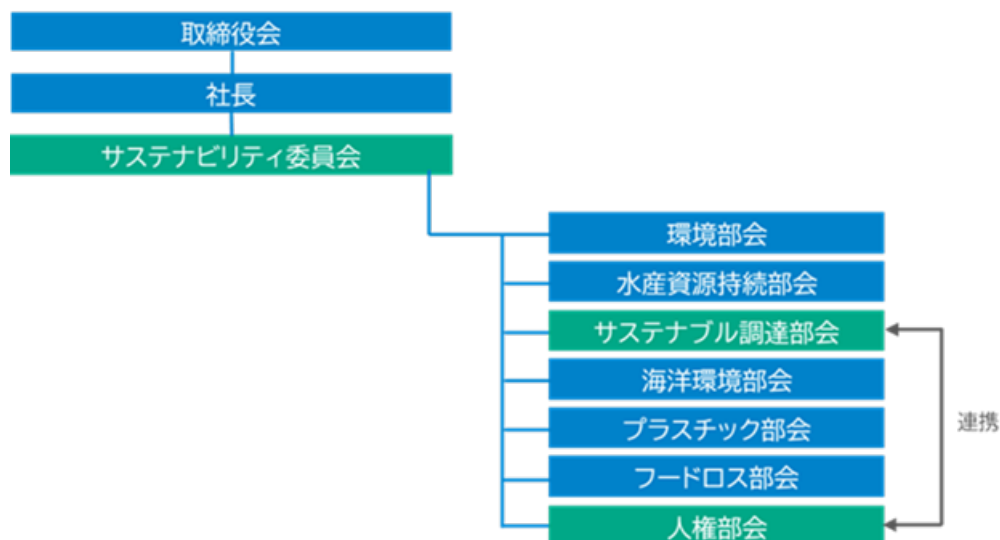 取締役会
社長
サステナビリティ委員会
環境部会
水産資源持続部会
サステナブル調達部会
海洋環境部会
プラスチック部会
フードロス部会
人権部会
連携